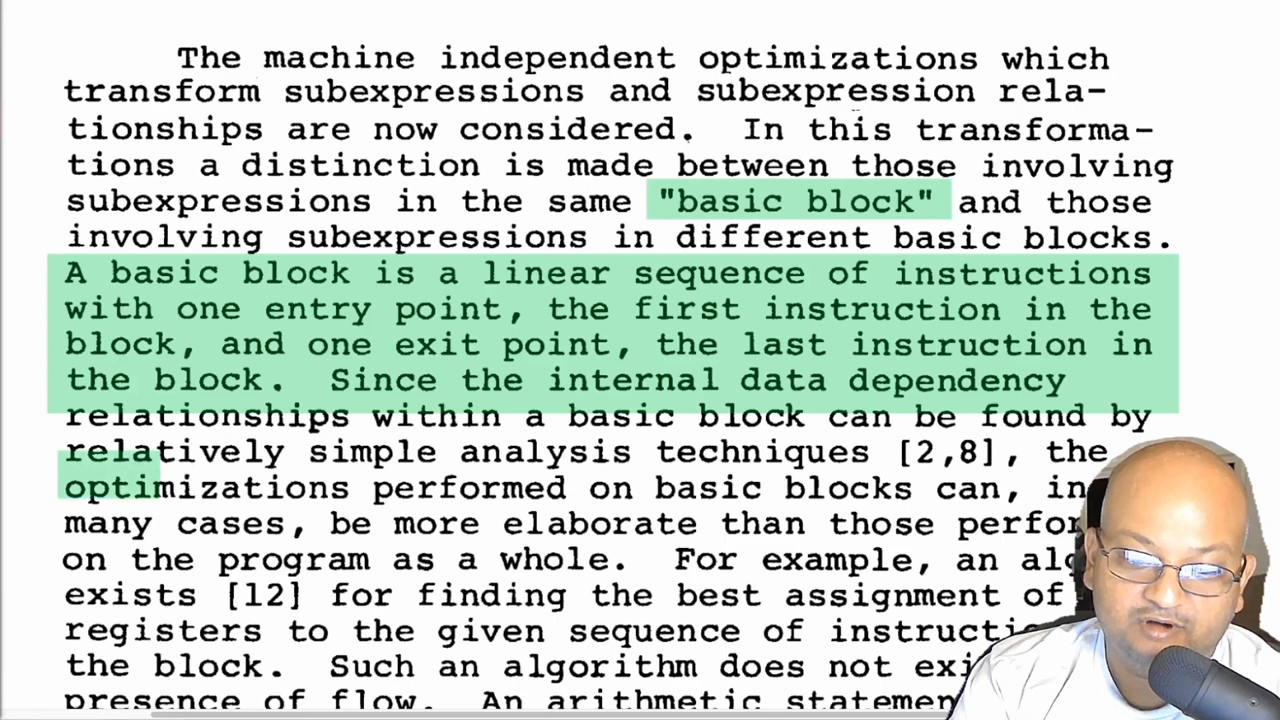 The machine independent optimizations which
transform subexpressions and subexpression rela-
tionships are now considered. In this transforma-
tions a distinction is made between those involving
subexpressions in the same "basic block" and those
involving subexpressions in different basic blocks.
A basic block is a linear sequence of instructions
with one entry point, the first instruction in the
block, and one exit point, the last instruction in
the block. Since the internal data dependency
relationships within a basic block can be found by
relatively simple analysis techniques [2,8], the
optimizations performed on basic blocks can, in
many cases, be more elaborate than those
on the program as a whole. For example, an
exists [12] for finding the best assignment of
registers to the given sequence of
the block. Such an algorithm does not
presence of flow. An arithmetic